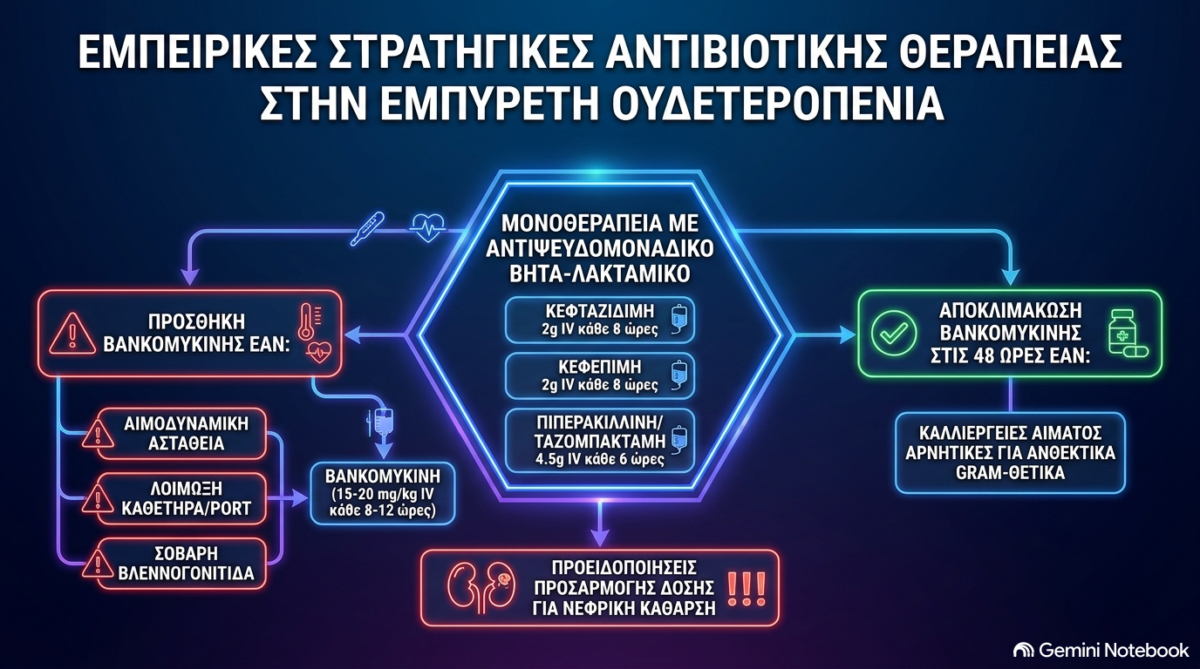 ΕΜΠΕΙΡΙΚΕΣ ΣΤΡΑΤΗΓΙΚΕΣ ΑΝΤΙΒΙΟΤΙΚΗΣ ΘΕΡΑΠΕΙΑΣ
ΣΤΗΝ ΕΜΠΥΡΕΤΗ ΟΥΔΕΤΕΡΟΠΕΝΙΑ
ΜΟΝΟΘΕΡΑΠΕΙΑ ΜΕ
ΑΝΤΙΨΕΥΔΟΜΟΝΑΔΙΚΟ
ΒΗΤΑ-ΛΑΚΤΑΜΙΚΟ
ΚΕΦΤΑΖΙΔΙΜΗ
2g IV κάθε 8 ώρες
ΚΕΦΕΠΙΜΗ
2g IV κάθε 8 ώρες
ΠΙΠΕΡΑΚΙΛΛΙΝΗ/
ΤΑΖΟΜΠΑΚΤΑΜΗ
4.5g IV κάθε 6 ώρες
ΠΡΟΣΘΗΚΗ
ΒΑΝΚΟΜΥΚΙΝΗΣ ΕΑΝ:
ΑΙΜΟΔΥΝΑΜΙΚΗ
ΑΣΤΑΘΕΙΑ
ΛΟΙΜΩΞΗ
ΚΑΘΕΤΗΡΑ/PORT
ΣΟΒΑΡΗ
ΒΛΕΝΝΟΓΟΝΙΤΙΔΑ
ΒΑΝΚΟΜΥΚΙΝΗ
(15-20 mg/kg IV
κάθε 8-12 ώρες)
ΑΠΟΚΛΙΜΑΚΩΣΗ
ΒΑΝΚΟΜΥΚΙΝΗΣ
ΣΤΙΣ 48 ΩΡΕΣ ΕΑΝ:
ΚΑΛΛΙΕΡΓΕΙΕΣ ΑΙΜΑΤΟΣ
ΑΡΝΗΤΙΚΕΣ ΓΙΑ ΑΝΘΕΚΤΙΚΑ
GRAM-ΘΕΤΙΚΑ
ΠΡΟΕΙΔΟΠΟΙΗΣΕΙΣ
ΠΡΟΣΑΡΜΟΓΗΣ ΔΟΣΗΣ
ΓΙΑ ΝΕΦΡΙΚΗ ΚΑΘΑΡΣΗ
!!!
Gemini Notebook